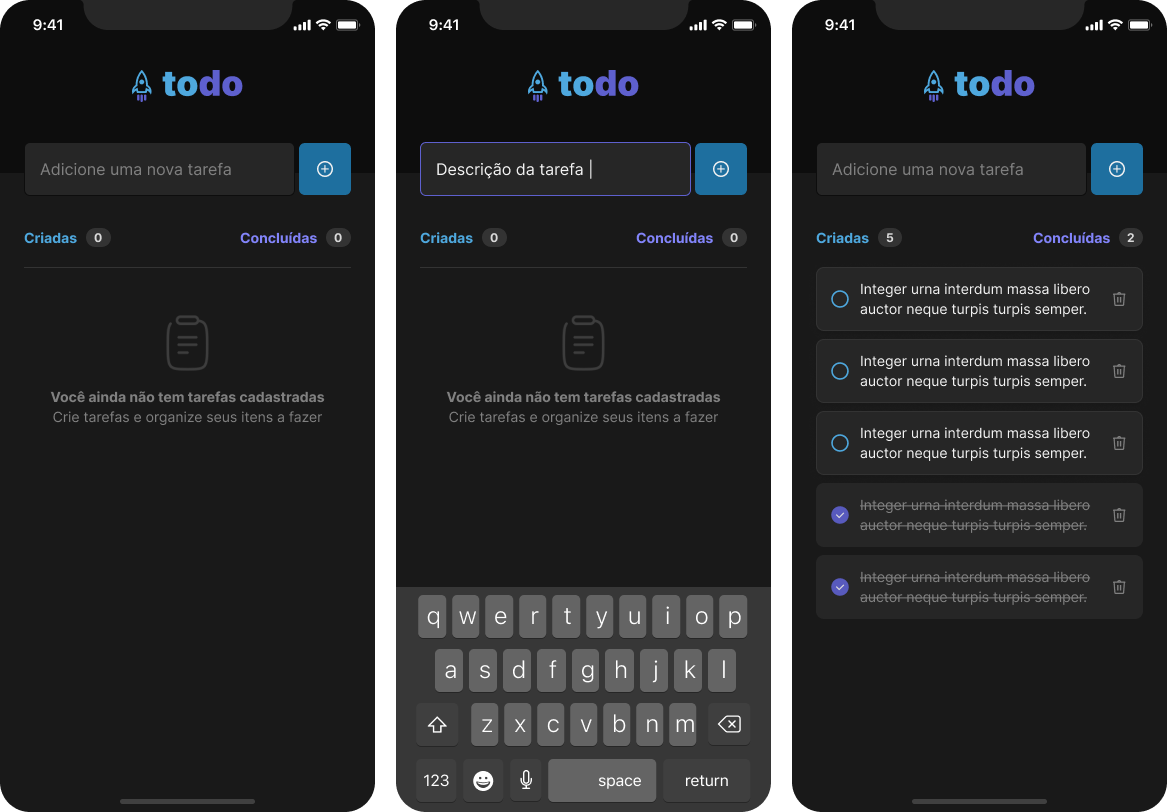 9:41
todo
Adicione uma nova tarefa
Criadas 0 Concluídas 0
Você ainda não tem tarefas cadastradas
Crie tarefas e organize seus itens a fazer
9:41
todo
Descrição da tarefa
Criadas 0 Concluídas 0
Você ainda não tem tarefas cadastradas
Crie tarefas e organize seus itens a fazer
q w e r t y u i o p
a s d f g h j k l
z x c v b n m
123 space return
9:41
todo
Adicione uma nova tarefa
Criadas 5 Concluídas 2
Integer urna interdum massa libero
auctor neque turpis turpis semper.
Integer urna interdum massa libero
auctor neque turpis turpis semper.
Integer urna interdum massa libero
auctor neque turpis turpis semper.
Integer urna interdum massa libero
auctor neque turpis turpis semper.
Integer urna interdum massa libero
auctor neque turpis turpis semper.